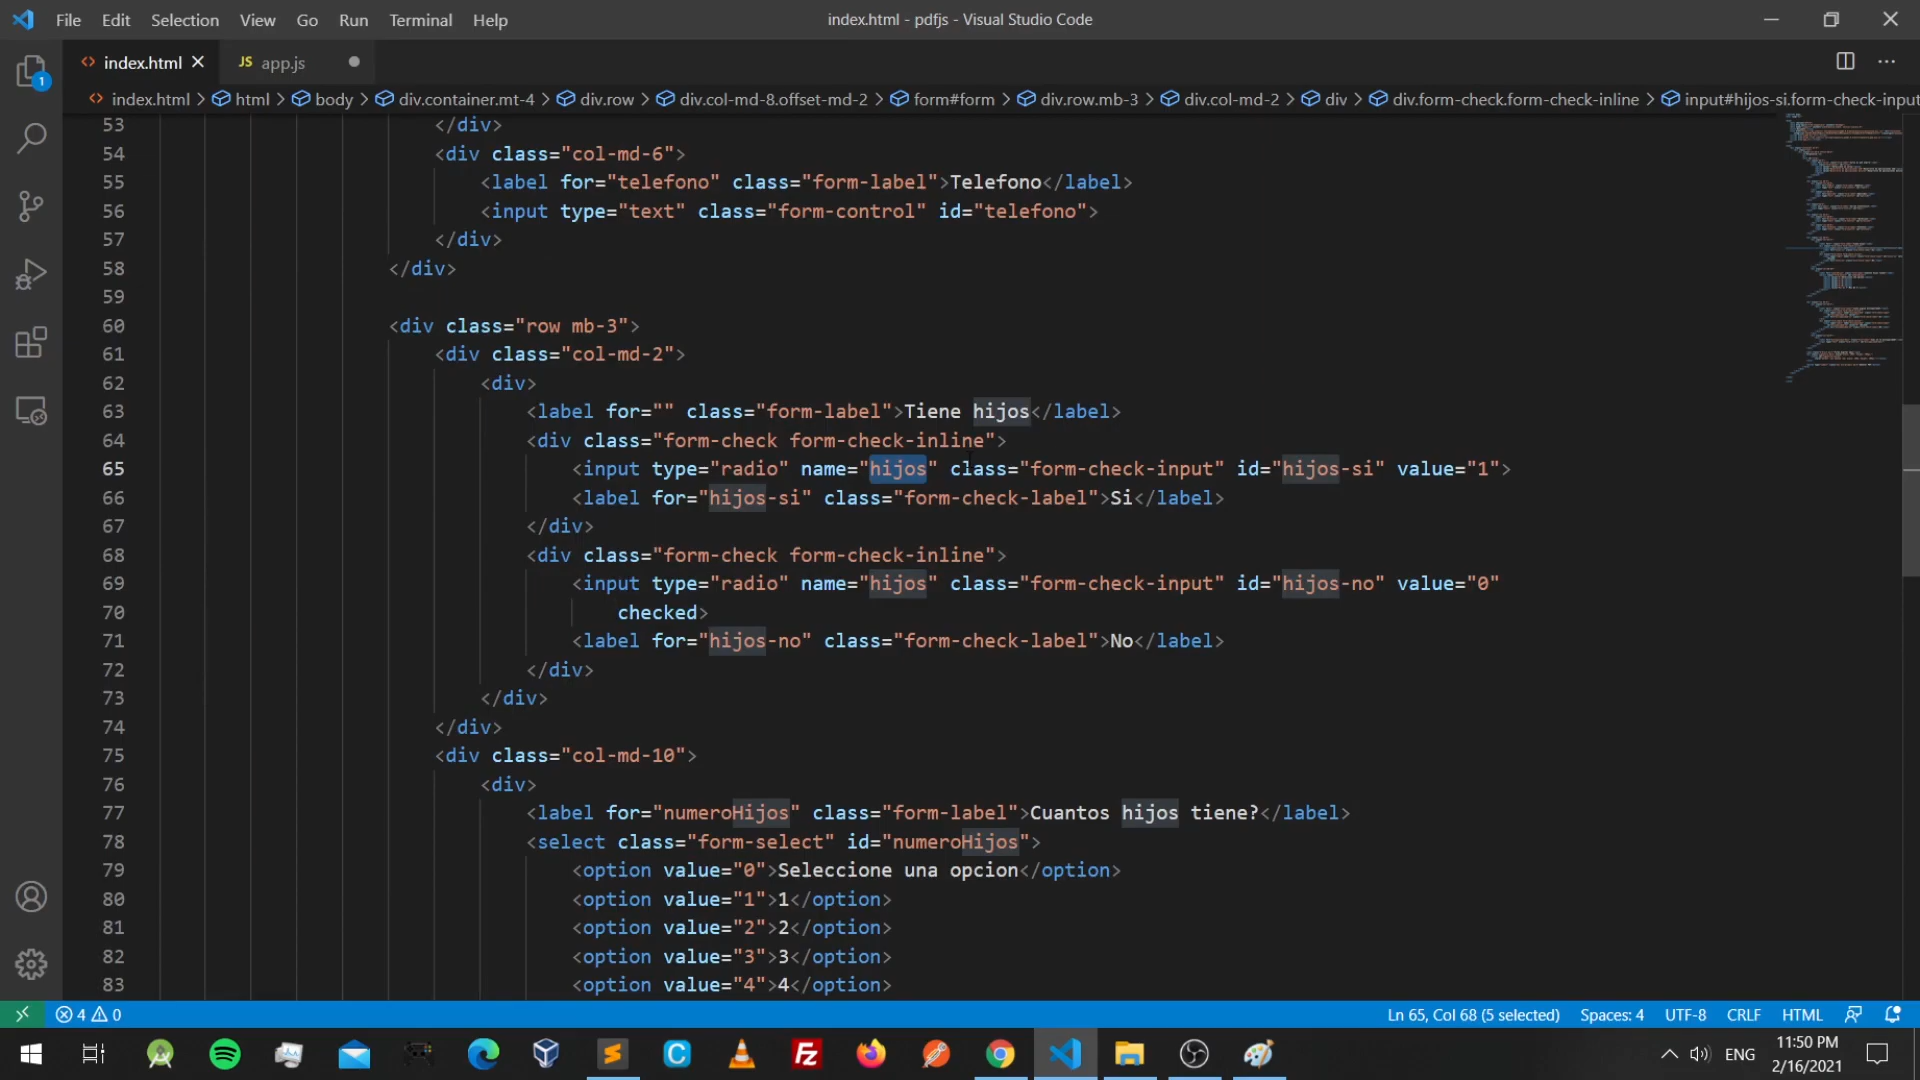 File Edit Selection View Go Run Terminal Help
index.html - pdfjs - Visual Studio Code
index.html
JS app.js
1
index.html > html > body > div.container.mt-4 > div.row > div.col-md-8.offset-md-2 > form#form > div.row.mb-3 > div.col-md-2 > div > div.form-check.form-check-inline > input#hijos-si.form-check-input
53 </div>
54 <div class="col-md-6">
55 <label for="telefono" class="form-label">Telefono</label>
56 <input type="text" class="form-control" id="telefono">
57 </div>
58 </div>
59
60 <div class="row mb-3">
61 <div class="col-md-2">
62 <div>
63 <label for="" class="form-label">Tiene hijos</label>
64 <div class="form-check form-check-inline">
65 <input type="radio" name="hijos" class="form-check-input" id="hijos-si" value="1">
66 <label for="hijos-si" class="form-check-label">Si</label>
67 </div>
68 <div class="form-check form-check-inline">
69 <input type="radio" name="hijos" class="form-check-input" id="hijos-no" value="0"
70 checked>
71 <label for="hijos-no" class="form-check-label">No</label>
72 </div>
73 </div>
74 </div>
75 <div class="col-md-10">
76 <div>
77 <label for="numeroHijos" class="form-label">Cuantos hijos tiene?</label>
78 <select class="form-select" id="numeroHijos">
79 <option value="0">Seleccione una opcion</option>
80 <option value="1">1</option>
81 <option value="2">2</option>
82 <option value="3">3</option>
83 <option value="4">4</option>
4 0
Ln 65, Col 68 (5 selected) Spaces: 4 UTF-8 CRLF HTML
ENG
11:50 PM
2/16/2021